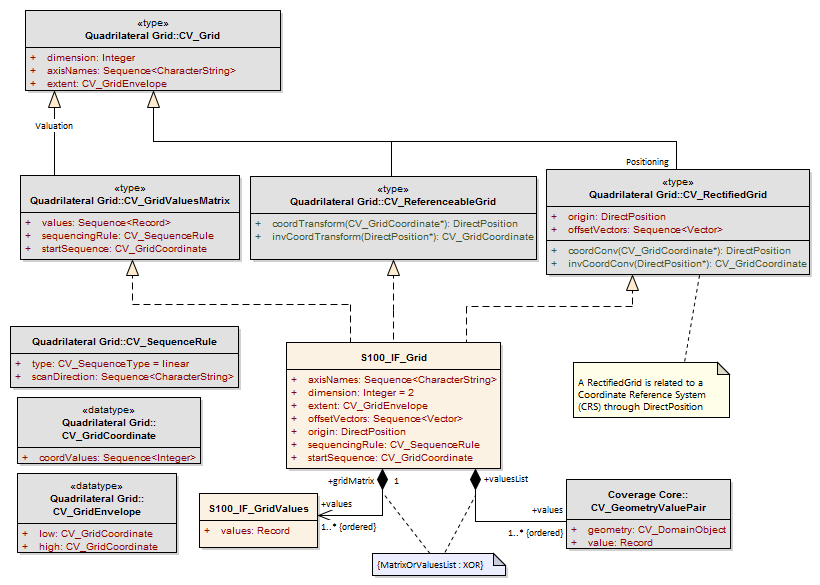 «type»
Quadrilateral Grid::CV_Grid
+ dimension: Integer
+ axisNames: Sequence<CharacterString>
+ extent: CV_GridEnvelope
Valuation
Positioning
«type»
Quadrilateral Grid::CV_GridValuesMatrix
+ values: Sequence<Record>
+ sequencingRule: CV_SequenceRule
+ startSequence: CV_GridCoordinate
«type»
Quadrilateral Grid::CV_ReferenceableGrid
+ coordTransform(CV_GridCoordinate*): DirectPosition
+ invCoordTransform(DirectPosition*): CV_GridCoordinate
«type»
Quadrilateral Grid::CV_RectifiedGrid
+ origin: DirectPosition
+ offsetVectors: Sequence<Vector>
+ coordConv(CV_GridCoordinate*): DirectPosition
+ invCoordConv(DirectPosition*): CV_GridCoordinate
Quadrilateral Grid::CV_SequenceRule
+ type: CV_SequenceType = linear
+ scanDirection: Sequence<CharacterString>
S100_IF_Grid
+ axisNames: Sequence<CharacterString>
+ dimension: Integer = 2
+ extent: CV_GridEnvelope
+ offsetVectors: Sequence<Vector>
+ origin: DirectPosition
+ sequencingRule: CV_SequenceRule
+ startSequence: CV_GridCoordinate
A RectifiedGrid is related to a
Coordinate Reference System
(CRS) through DirectPosition
«datatype»
Quadrilateral Grid::
CV_GridCoordinate
+ coordValues: Sequence<Integer>
«datatype»
Quadrilateral Grid::
CV_GridEnvelope
+ low: CV_GridCoordinate
+ high: CV_GridCoordinate
+gridMatrix
1
+valuesList
S100_IF_GridValues
+ values: Record
+values
1..* {ordered}
+values
1..* {ordered}
Coverage Core::
CV_GeometryValuePair
+ geometry: CV_DomainObject
+ value: Record
{MatrixOrValuesList : XOR}